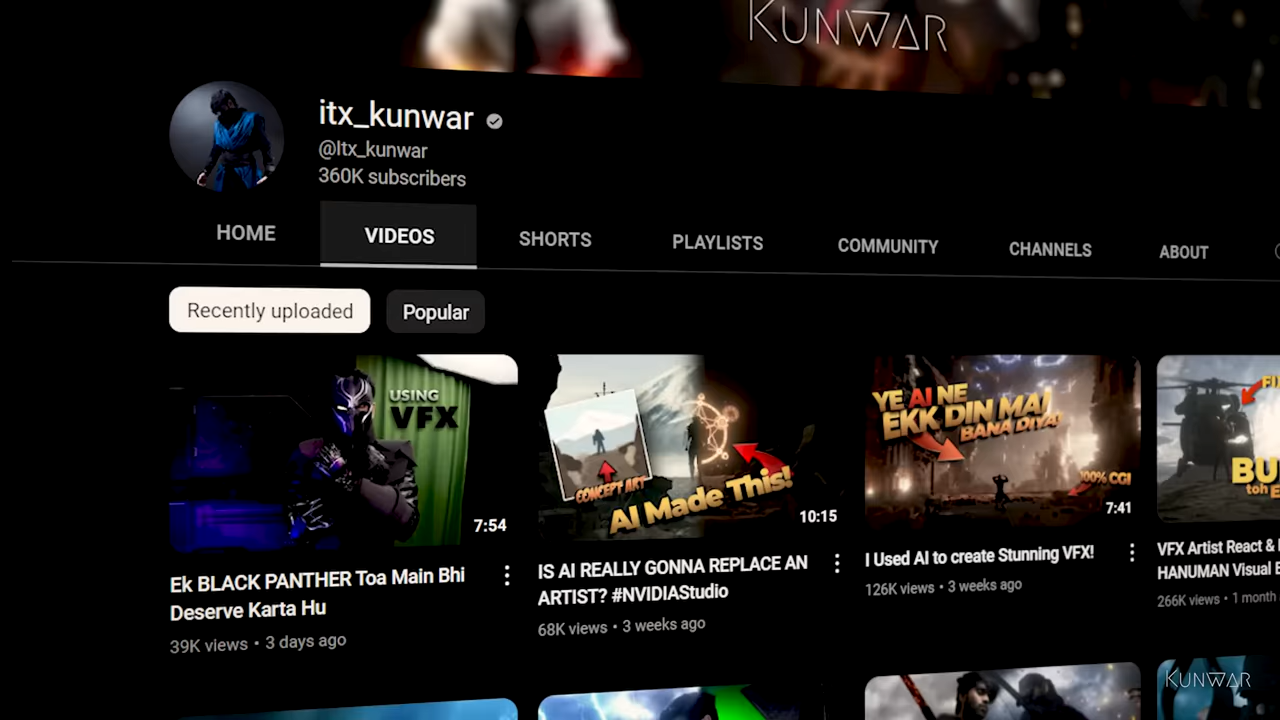 KUNWAR
itx_kunwar
@Itx_kunwar
360K subscribers
HOME
VIDEOS
SHORTS
PLAYLISTS
COMMUNITY
CHANNELS
ABOUT
Recently uploaded
Popular
USING
VFX
7:54
Ek BLACK PANTHER Toa Main Bhi
Deserve Karta Hu
39K views • 3 days ago
CONCEPT ART
AI Made This!
10:15
IS AI REALLY GONNA REPLACE AN
ARTIST? #NVIDIAStudio
68K views • 3 weeks ago
YE AI NE
EKK DIN MAI
BANA DIYA!
100% CGI
7:41
I Used AI to create Stunning VFX!
126K views • 3 weeks ago
FI
BU
toh E
VFX Artist React &
HANUMAN Visual E
266K views • 1 month
KUNWAR